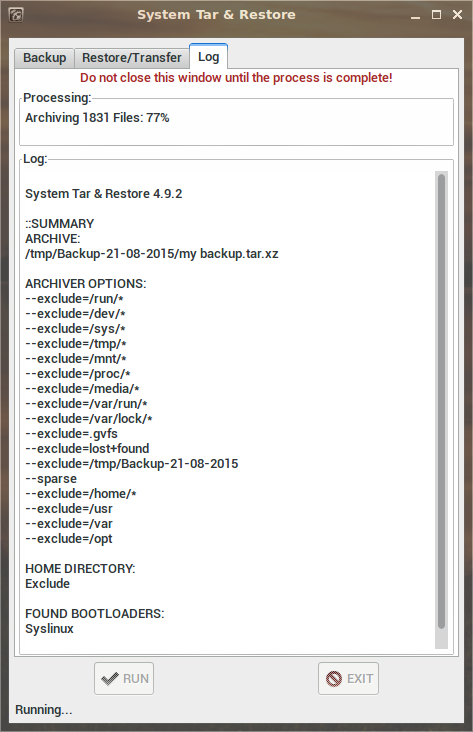 System Tar & Restore
Backup
Restore/Transfer
Log
Do not close this window until the process is complete!
Processing:
Archiving 1831 Files: 77%
Log:
System Tar & Restore 4.9.2
::SUMMARY
ARCHIVE:
/tmp/Backup-21-08-2015/my backup.tar.xz
ARCHIVER OPTIONS:
--exclude=/run/*
--exclude=/dev/*
--exclude=/sys/*
--exclude=/tmp/*
--exclude=/mnt/*
--exclude=/proc/*
--exclude=/media/*
--exclude=/var/run/*
--exclude=/var/lock/*
--exclude=.gvfs
--exclude=lost+found
--exclude=/tmp/Backup-21-08-2015
--sparse
--exclude=/home/*
--exclude=/usr
--exclude=/var
--exclude=/opt
HOME DIRECTORY:
Exclude
FOUND BOOTLOADERS:
Syslinux
RUN
EXIT
Running...